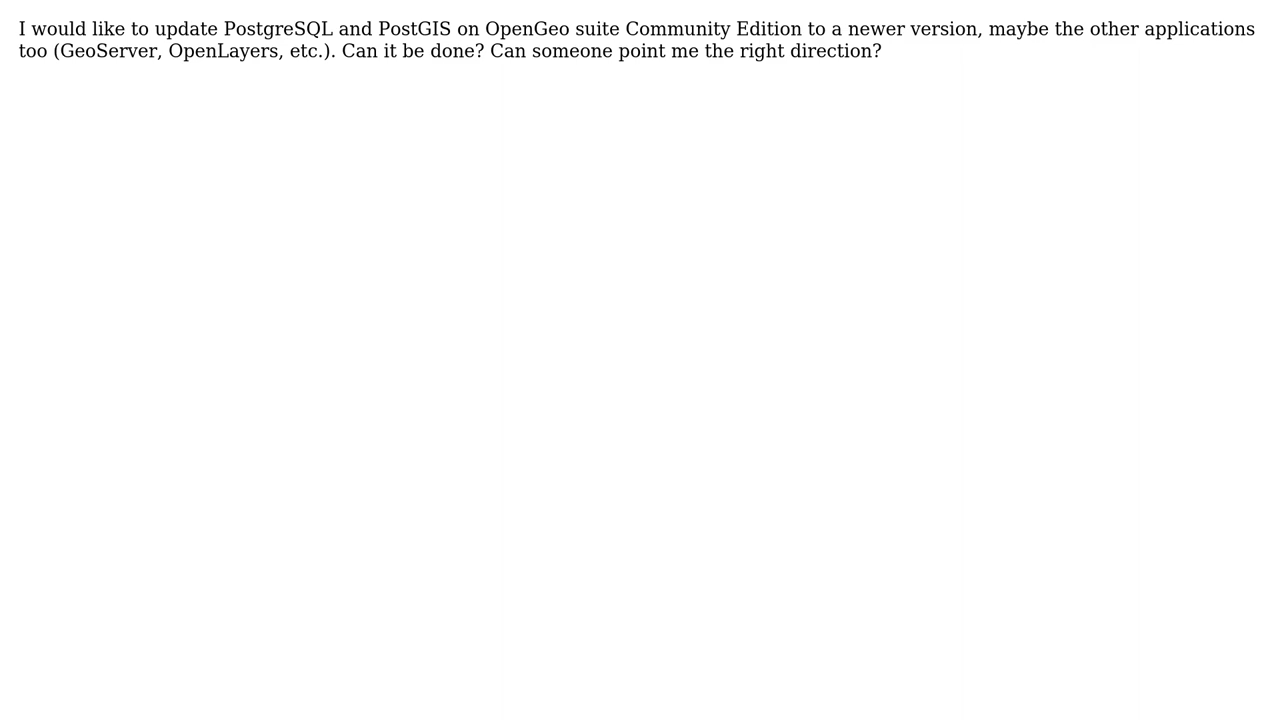 I would like to update PostgreSQL and PostGIS on OpenGeo suite Community Edition to a newer version, maybe the other applications
too (GeoServer, OpenLayers, etc.). Can it be done? Can someone point me the right direction?